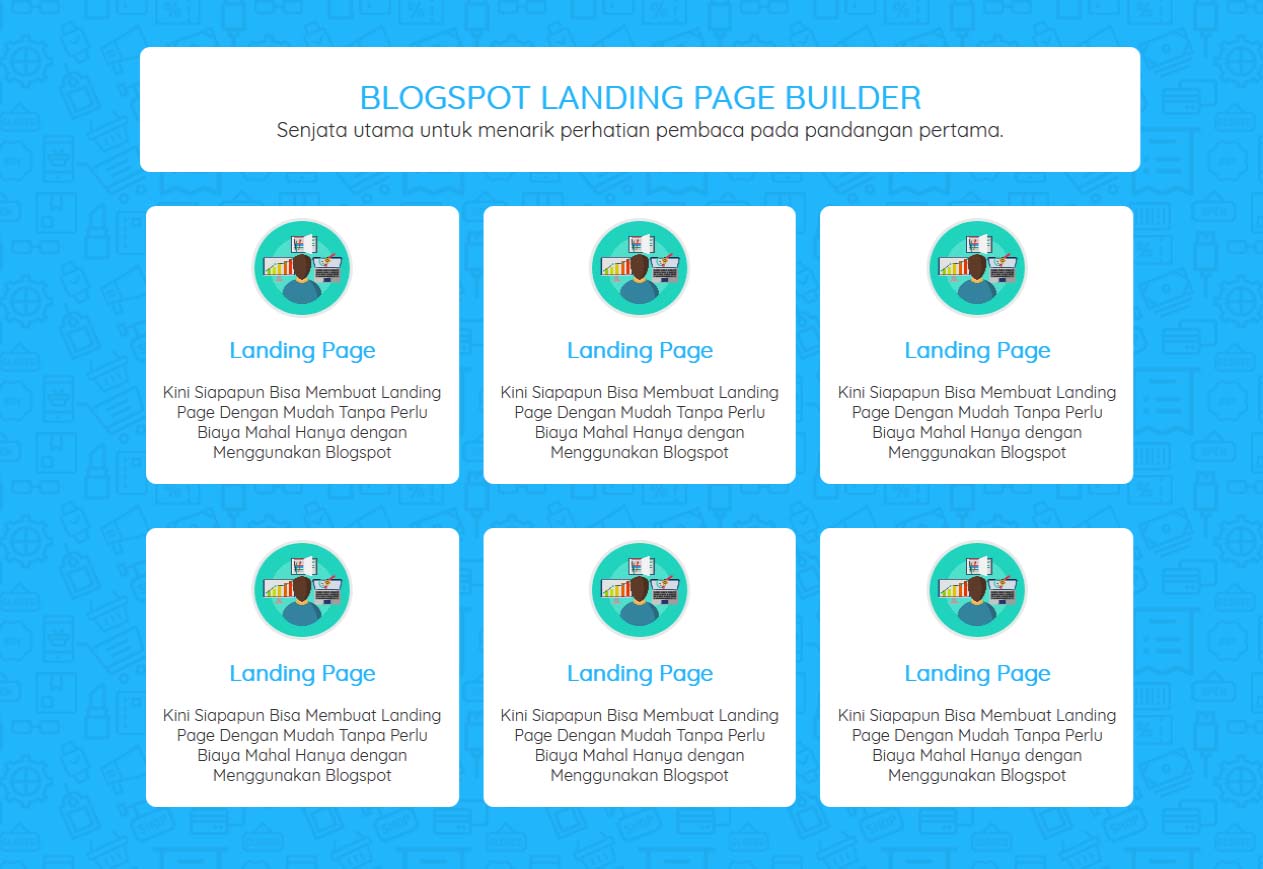 BLOGSPOT LANDING PAGE BUILDER
Senjata utama untuk menarik perhatian pembaca pada pandangan pertama.
Landing Page
Kini Siapapun Bisa Membuat Landing
Page Dengan Mudah Tanpa Perlu
Biaya Mahal Hanya dengan
Menggunakan Blogspot
Landing Page
Kini Siapapun Bisa Membuat Landing
Page Dengan Mudah Tanpa Perlu
Biaya Mahal Hanya dengan
Menggunakan Blogspot
Landing Page
Kini Siapapun Bisa Membuat Landing
Page Dengan Mudah Tanpa Perlu
Biaya Mahal Hanya dengan
Menggunakan Blogspot
Landing Page
Kini Siapapun Bisa Membuat Landing
Page Dengan Mudah Tanpa Perlu
Biaya Mahal Hanya dengan
Menggunakan Blogspot
Landing Page
Kini Siapapun Bisa Membuat Landing
Page Dengan Mudah Tanpa Perlu
Biaya Mahal Hanya dengan
Menggunakan Blogspot
Landing Page
Kini Siapapun Bisa Membuat Landing
Page Dengan Mudah Tanpa Perlu
Biaya Mahal Hanya dengan
Menggunakan Blogspot